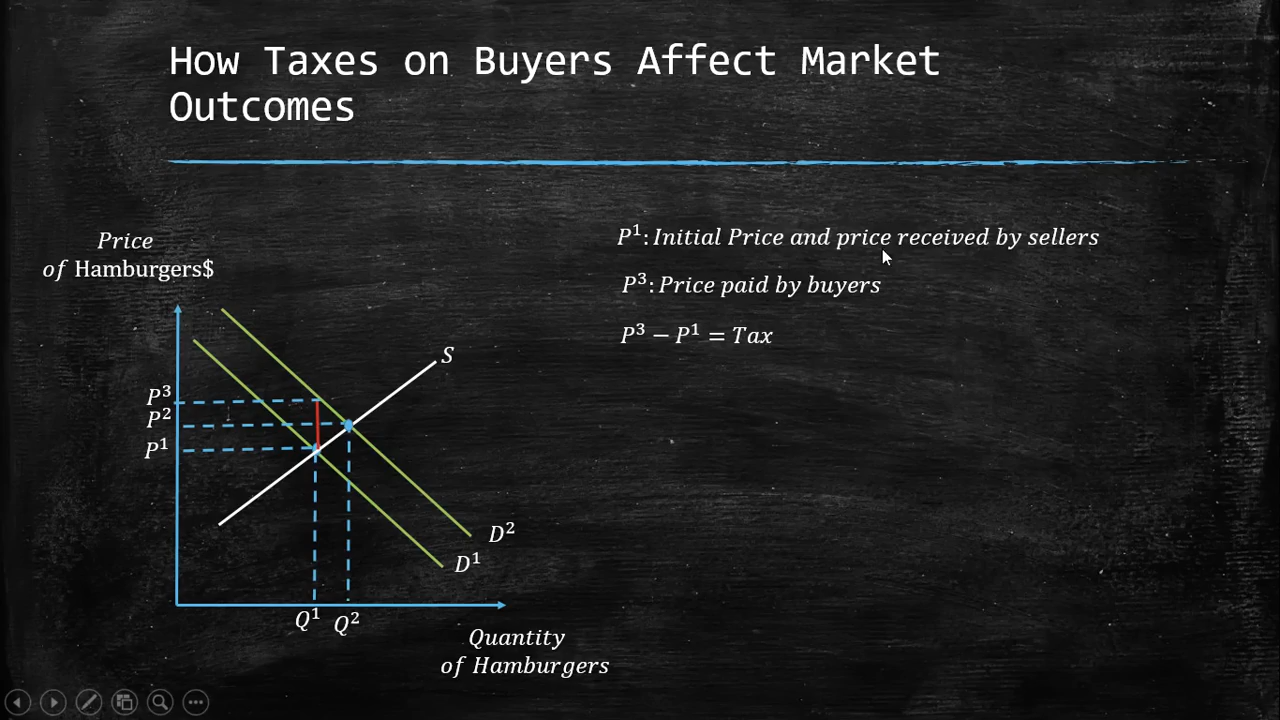 How Taxes on Buyers Affect Market
Outcomes
Price
of Hamburgers$
P¹: Initial Price and price received by sellers
P³: Price paid by buyers
P³ − P¹ = Tax
S
P³
P²
P¹
D²
D¹
Q¹ Q²
Quantity
of Hamburgers